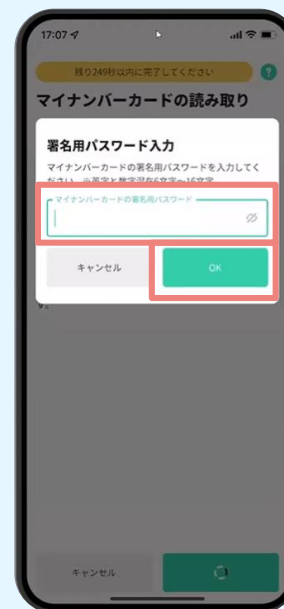 17:07
残り249秒以内に完了してください
?
マイナンバーカードの読み取り
署名用パスワード入力
マイナンバーカードの署名用パスワードを入力してく
ださい。※英字と数字混在6文字〜16文字
マイナンバーカードの署名用パスワード
キャンセル
OK
す。
キャンセル